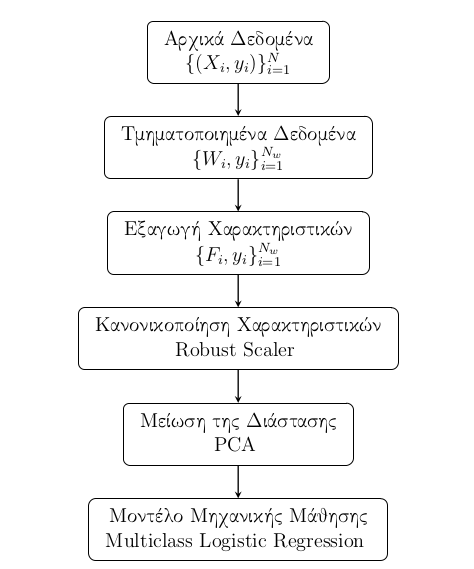 Αρχικά Δεδομένα
{(X_i, y_i)}_{i=1}^{N}
Τμηματοποιημένα Δεδομένα
{W_i, y_i}_{i=1}^{N_w}
Εξαγωγή Χαρακτηριστικών
{F_i, y_i}_{i=1}^{N_w}
Κανονικοποίηση Χαρακτηριστικών
Robust Scaler
Μείωση της Διάστασης
PCA
Μοντέλο Μηχανικής Μάθησης
Multiclass Logistic Regression